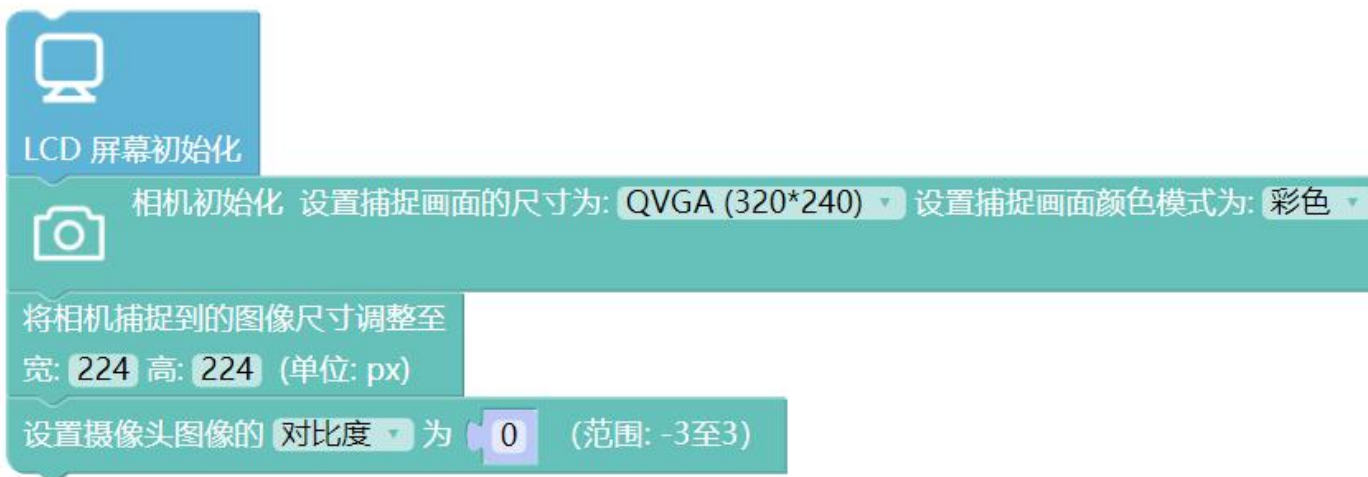 LCD 屏幕初始化
相机初始化 设置捕捉画面的尺寸为: QVGA (320*240) 设置捕捉画面颜色模式为: 彩色
将相机捕捉到的图像尺寸调整至
宽: 224 高: 224 (单位: px)
设置摄像头图像的 对比度 为 0 (范围: -3至3)